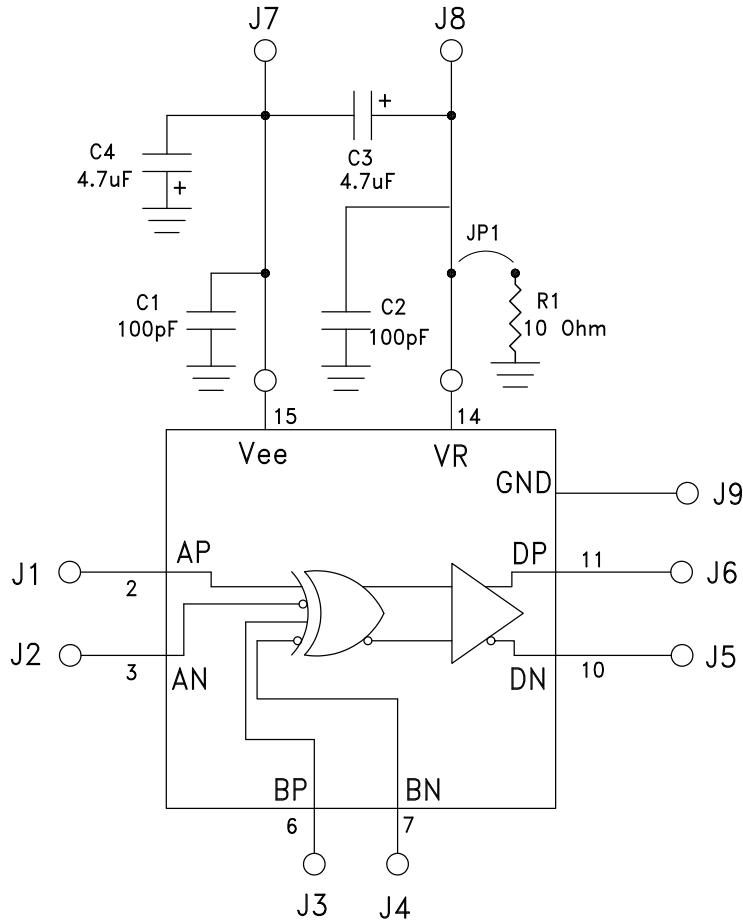 J7
J8
+
C4
4.7uF
+
C3
4.7uF
JP1
C1
100pF
C2
100pF
R1
10 Ohm
15
14
Vee
VR
GND
J9
AP
DP
11
J1
2
J6
J2
3
AN
DN
10
J5
BP
BN
6
7
J3
J4